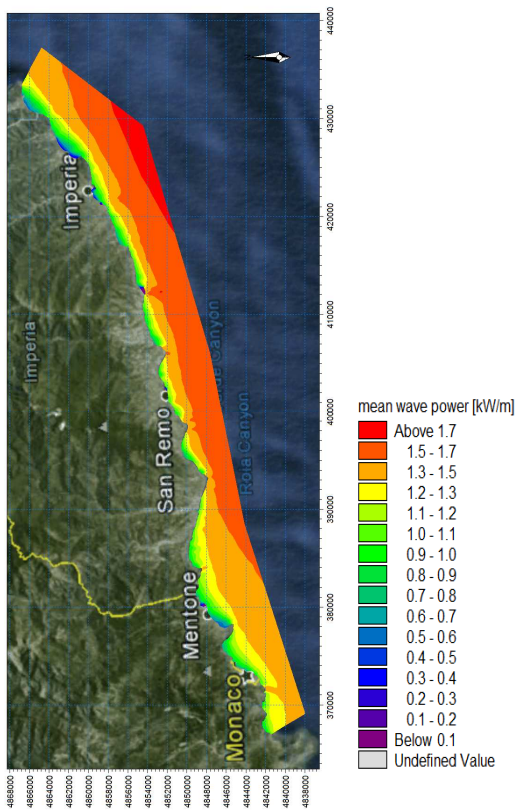 440000
430000
420000
410000
400000
390000
380000
370000
Imperia
Imperia
San Remo
Canyon
Roia Canyon
Mentone
Monaco
4868000
4866000
4864000
4862000
4860000
4858000
4856000
4854000
4852000
4850000
4848000
4846000
4844000
4842000
4840000
4838000
mean wave power [kW/m]
Above 1.7
1.5 - 1.7
1.3 - 1.5
1.2 - 1.3
1.1 - 1.2
1.0 - 1.1
0.9 - 1.0
0.8 - 0.9
0.7 - 0.8
0.6 - 0.7
0.5 - 0.6
0.4 - 0.5
0.3 - 0.4
0.2 - 0.3
0.1 - 0.2
Below 0.1
Undefined Value